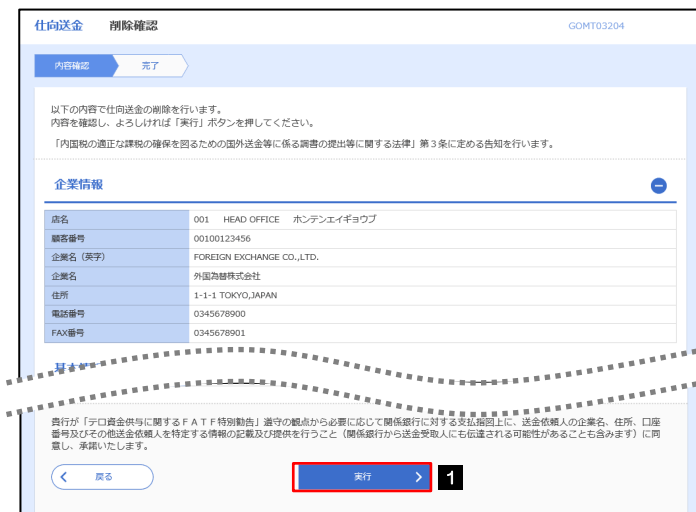 仕向送金 削除確認 GOMT03204
内容確認 完了
以下の内容で仕向送金の削除を行います。
内容を確認し、よろしければ「実行」ボタンを押してください。
「内国税の適正な課税の確保を図るための国外送金等に係る調書の提出等に関する法律」第３条に定める告知を行います。
企業情報
店名 001 HEAD OFFICE ホンテンエイギョウブ
顧客番号 00100123456
企業名（英字） FOREIGN EXCHANGE CO.,LTD.
企業名 外国為替株式会社
住所 1-1-1 TOKYO,JAPAN
電話番号 0345678900
FAX番号 0345678901
貴行が「テロ資金供与に関するＦＡＴＦ特別勧告」遵守の観点から必要に応じて関係銀行に対する支払指図上に、送金依頼人の企業名、住所、口座
番号及びその他送金依頼人を特定する情報の記載及び提供を行うこと（関係銀行から送金受取人にも伝達される可能性があることも含みます）に同
意し、承諾いたします。
戻る 実行 1